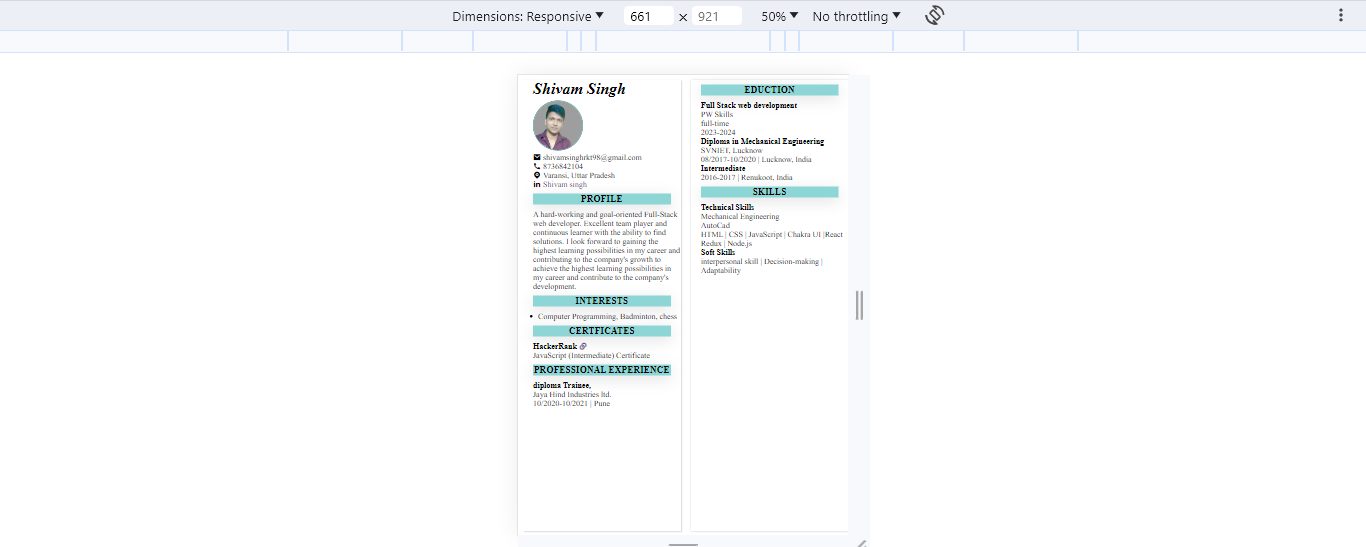 Dimensions: Responsive 661 × 921 50% No throttling
Shivam Singh
shivamsinghrkt98@gmail.com
8736842104
Varansi, Uttar Pradesh
in Shivam singh
PROFILE
A hard-working and goal-oriented Full-Stack
web developer. Excellent team player and
continuous learner with the ability to find
solutions. I look forward to gaining the
highest learning possibilities in my career and
contributing to the company's growth to
achieve the highest learning possibilities in
my career and contribute to the company's
development.
INTERESTS
• Computer Programming, Badminton, chess
CERTFICATES
HackerRank
JavaScript (Intermediate) Certificate
PROFESSIONAL EXPERIENCE
diploma Trainee,
Jaya Hind Industries ltd.
10/2020-10/2021 | Pune
EDUCTION
Full Stack web development
PW Skills
full-time
2023-2024
Diploma in Mechanical Engineering
SVNIET, Lucknow
08/2017-10/2020 | Lucknow, India
Intermediate
2016-2017 | Renukoot, India
SKILLS
Technical Skills
Mechanical Engineering
AutoCad
HTML | CSS | JavaScript | Chakra UI |React
Redux | Node.js
Soft Skills
interpersonal skill | Decision-making |
Adaptability